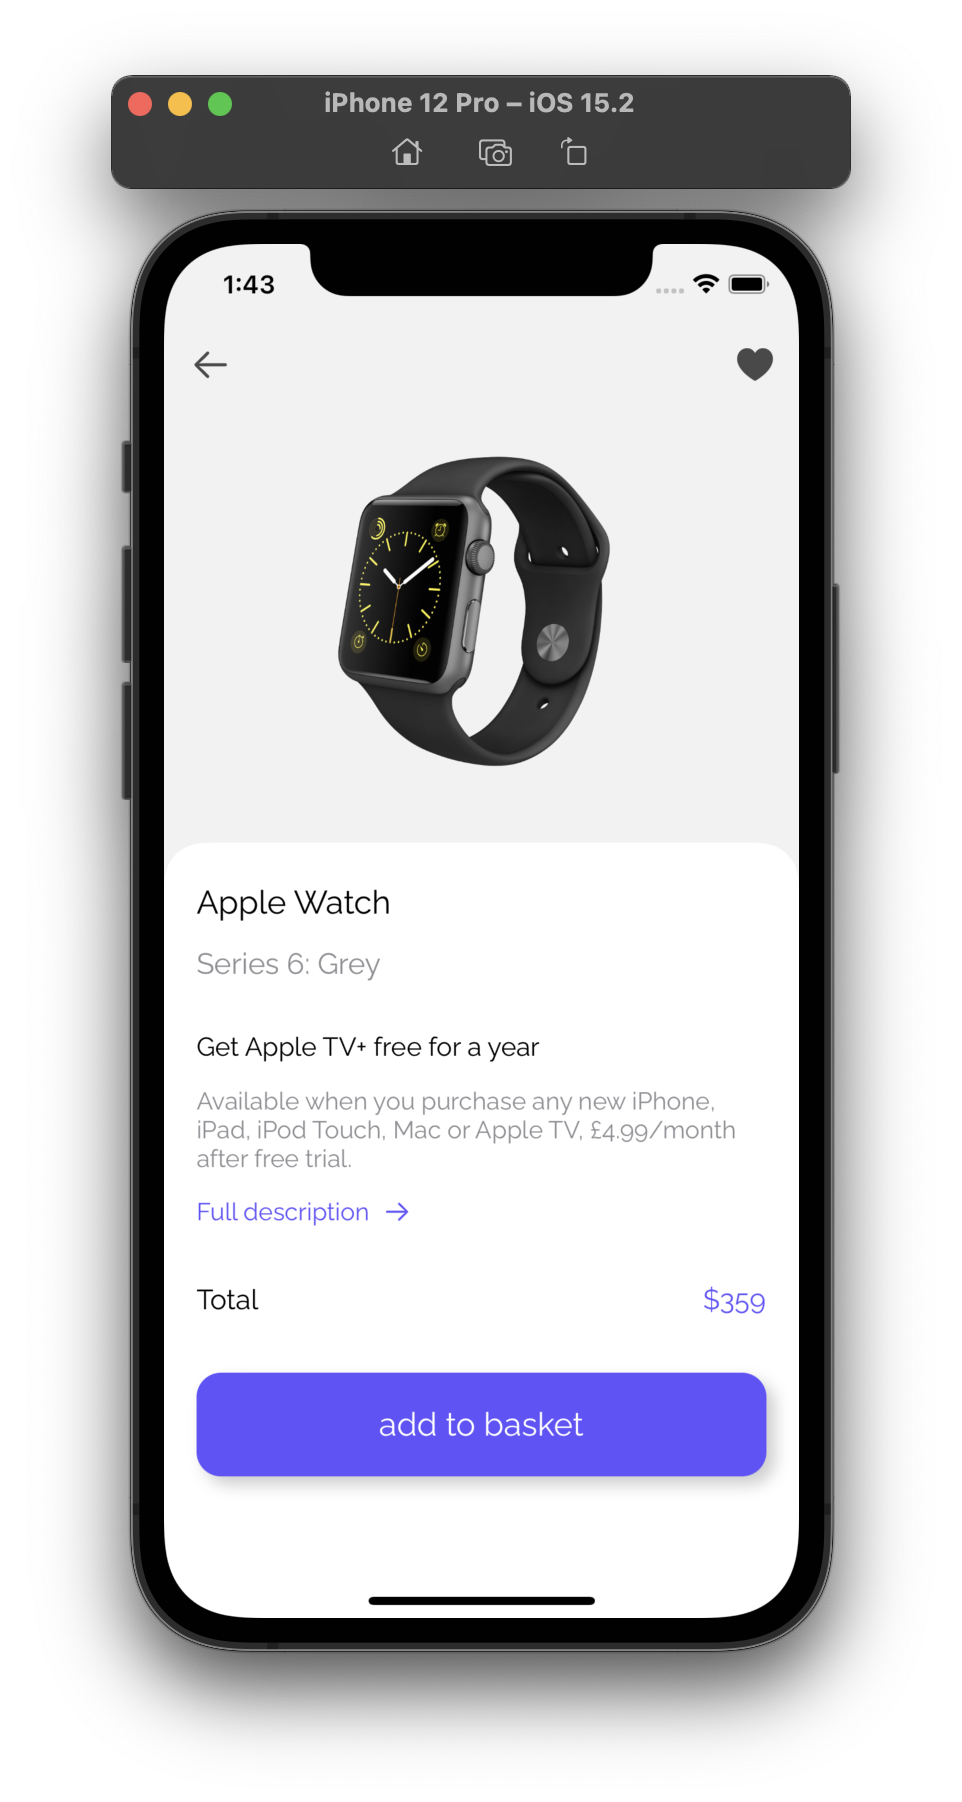 iPhone 12 Pro – iOS 15.2
1:43
Apple Watch
Series 6: Grey
Get Apple TV+ free for a year
Available when you purchase any new iPhone,
iPad, iPod Touch, Mac or Apple TV, £4.99/month
after free trial.
Full description
Total
$359
add to basket